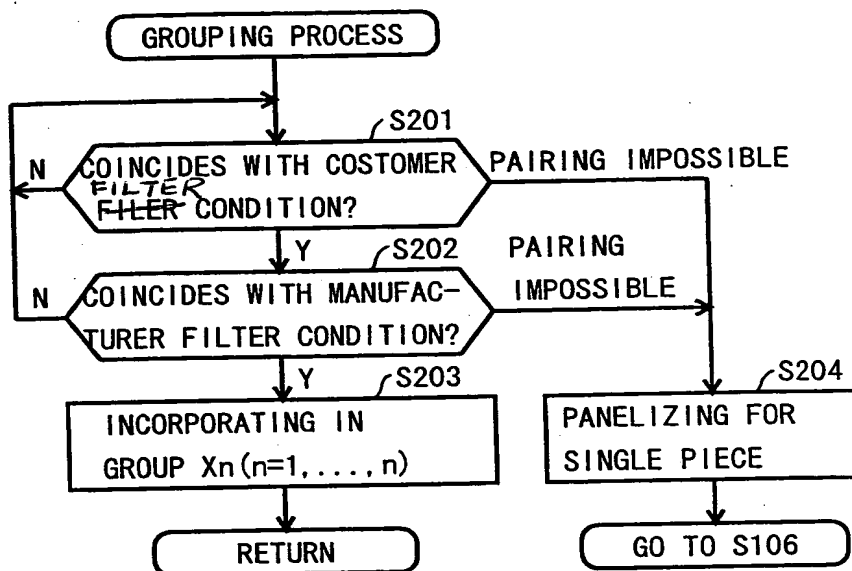 GROUPING PROCESS
S201
N
COINCIDES WITH COSTOMER
PAIRING IMPOSSIBLE
FILTER
FILER CONDITION?
Y
S202
PAIRING
IMPOSSIBLE
N
COINCIDES WITH MANUFAC-
TURER FILTER CONDITION?
Y
S203
S204
INCORPORATING IN
GROUP Xn(n=1,...,n)
PANELIZING FOR
SINGLE PIECE
RETURN
GO TO S106